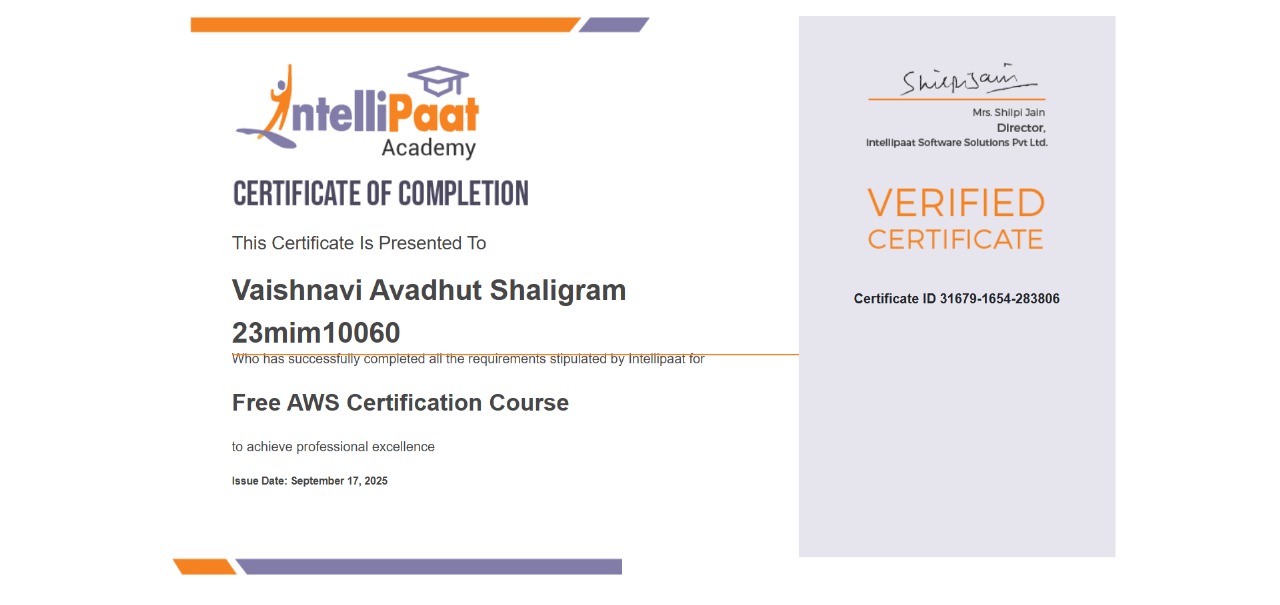 IntelliPaat
Academy
CERTIFICATE OF COMPLETION
This Certificate Is Presented To
Vaishnavi Avadhut Shaligram
23mim10060
Who has successfully completed all the requirements stipulated by Intellipaat for
Free AWS Certification Course
to achieve professional excellence
Issue Date: September 17, 2025
Shilpi Jain
Mrs. Shilpi Jain
Director,
Intellipaat Software Solutions Pvt Ltd.
VERIFIED
CERTIFICATE
Certificate ID 31679-1654-283806